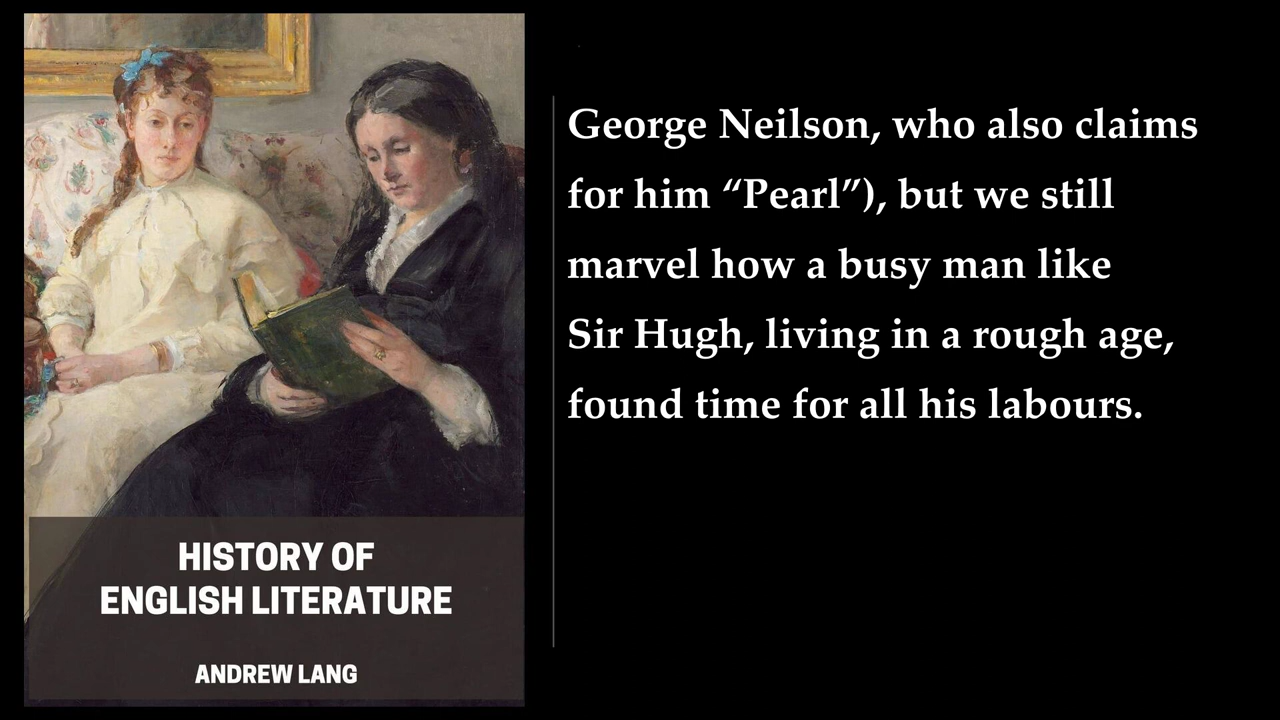 George Neilson, who also claims
for him “Pearl”), but we still
marvel how a busy man like
Sir Hugh, living in a rough age,
found time for all his labours.
HISTORY OF
ENGLISH LITERATURE
ANDREW LANG